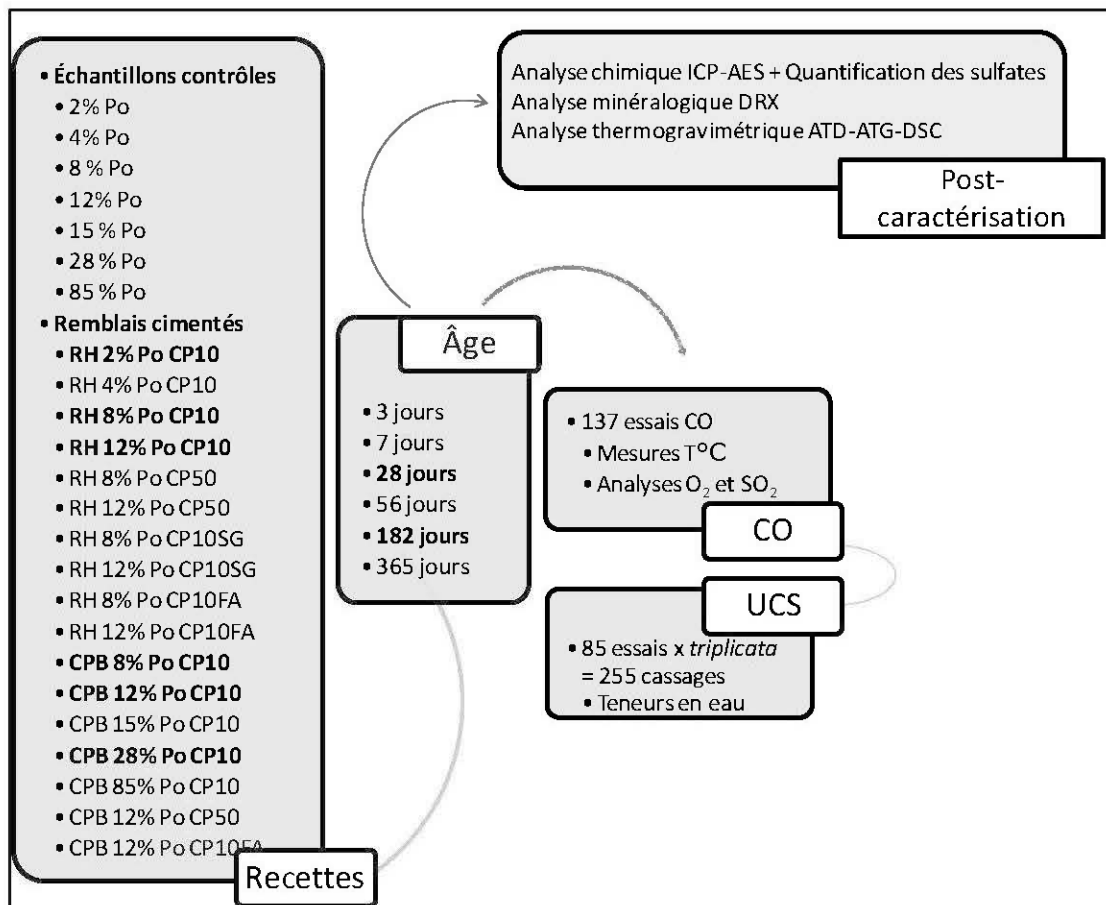 • Échantillons contrôles
• 2% Po
• 4% Po
• 8 % Po
• 12% Po
• 15 % Po
• 28 % Po
• 85 % Po
• Remblais cimentés
• RH 2% Po CP10
• RH 4% Po CP10
• RH 8% Po CP10
• RH 12% Po CP10
• RH 8% Po CP50
• RH 12% Po CP50
• RH 8% Po CP10SG
• RH 12% Po CP10SG
• RH 8% Po CP10FA
• RH 12% Po CP10FA
• CPB 8% Po CP10
• CPB 12% Po CP10
• CPB 15% Po CP10
• CPB 28% Po CP10
• CPB 85% Po CP10
• CPB 12% Po CP50
• CPB 12% Po CP10FA
Recettes
Âge
• 3 jours
• 7 jours
• 28 jours
• 56 jours
• 182 jours
• 365 jours
Analyse chimique ICP-AES + Quantification des sulfates
Analyse minéralogique DRX
Analyse thermogravimétrique ATD-ATG-DSC
Post-
caractérisation
• 137 essais CO
• Mesures T°C
• Analyses O₂ et SO₂
CO
UCS
• 85 essais x triplicata
= 255 cassages
• Teneurs en eau